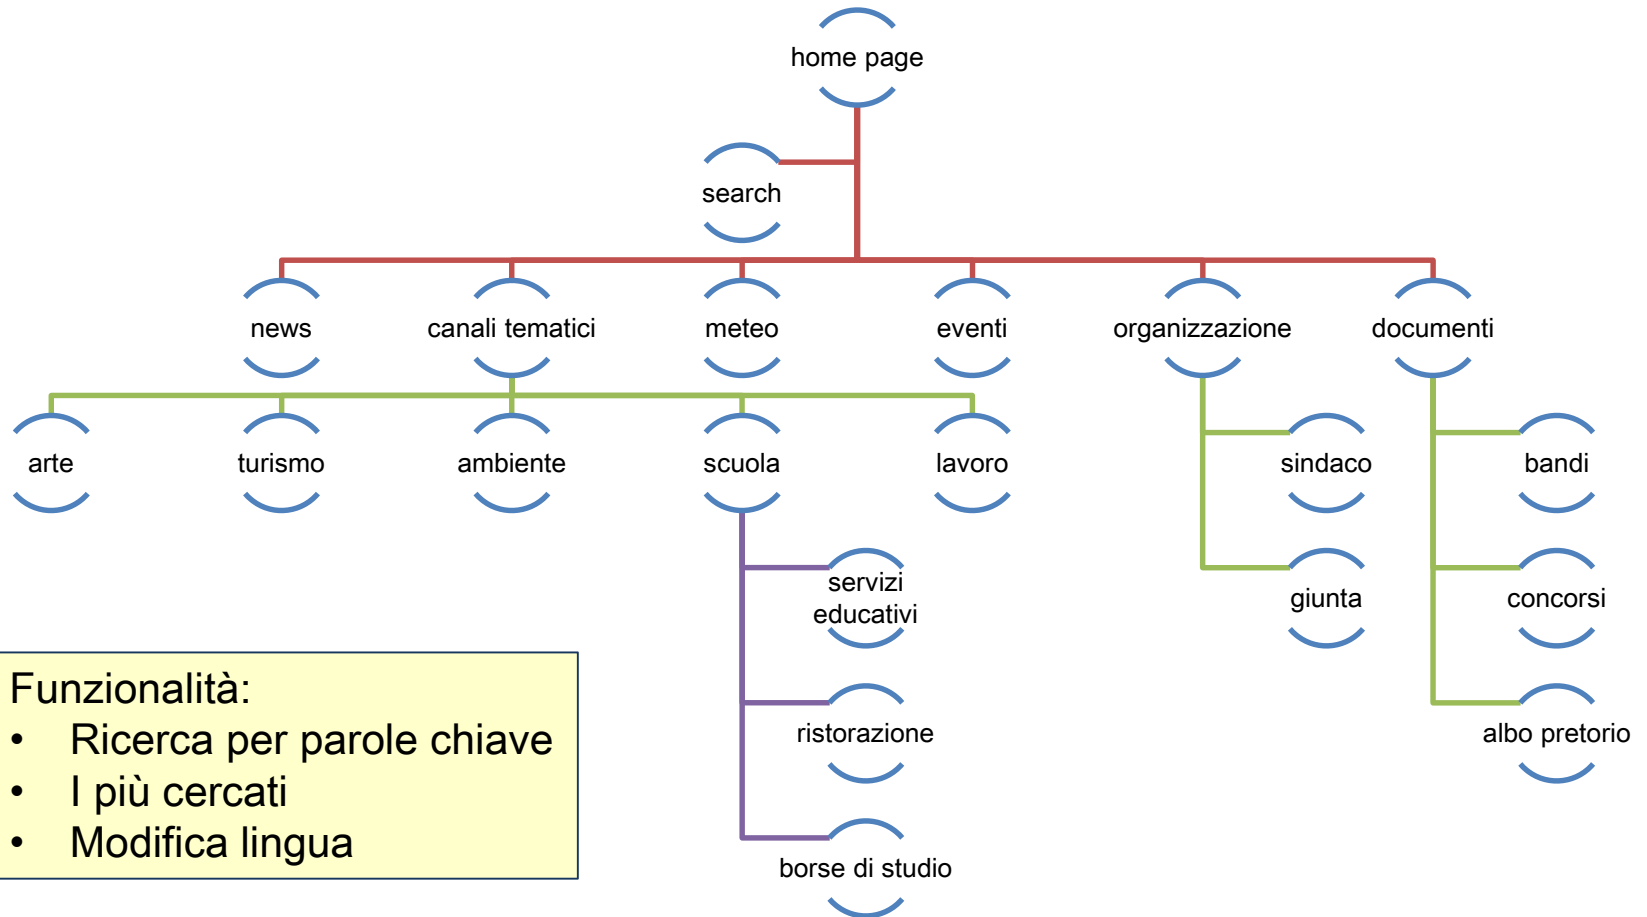 home page
search
news
canali tematici
meteo
eventi
organizzazione
documenti
arte
turismo
ambiente
scuola
lavoro
sindaco
bandi
servizi
educativi
giunta
concorsi
ristorazione
albo pretorio
borse di studio
Funzionalità:
• Ricerca per parole chiave
• I più cercati
• Modifica lingua